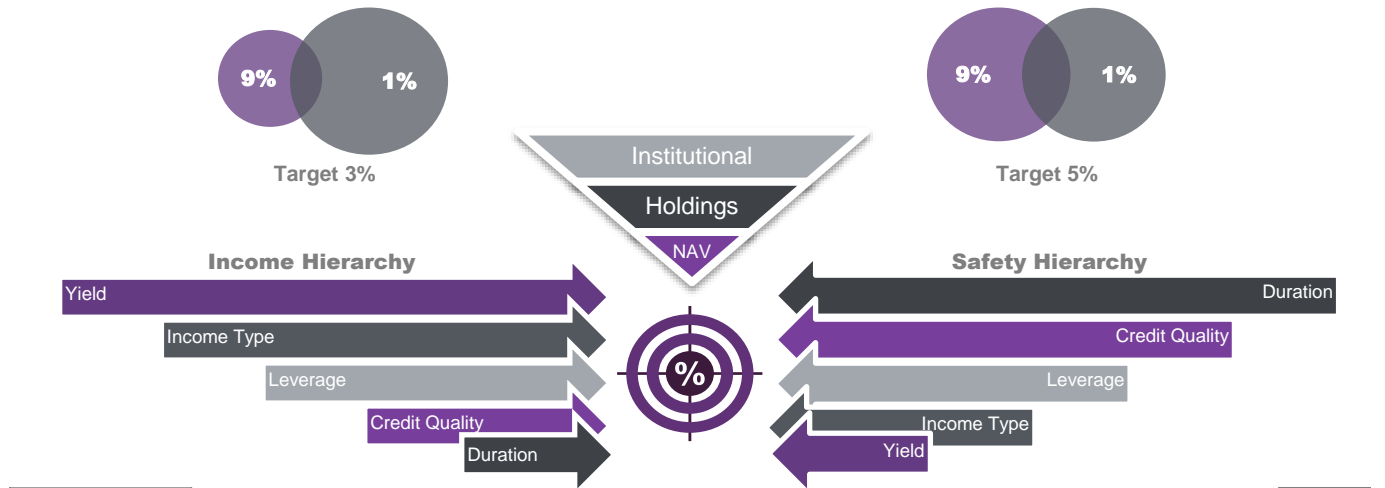 9%
1%
Target 3%
9%
1%
Target 5%
Institutional
Holdings
NAV
Income Hierarchy
Yield
Income Type
Leverage
Credit Quality
Duration
%
Safety Hierarchy
Duration
Credit Quality
Leverage
Income Type
Yield